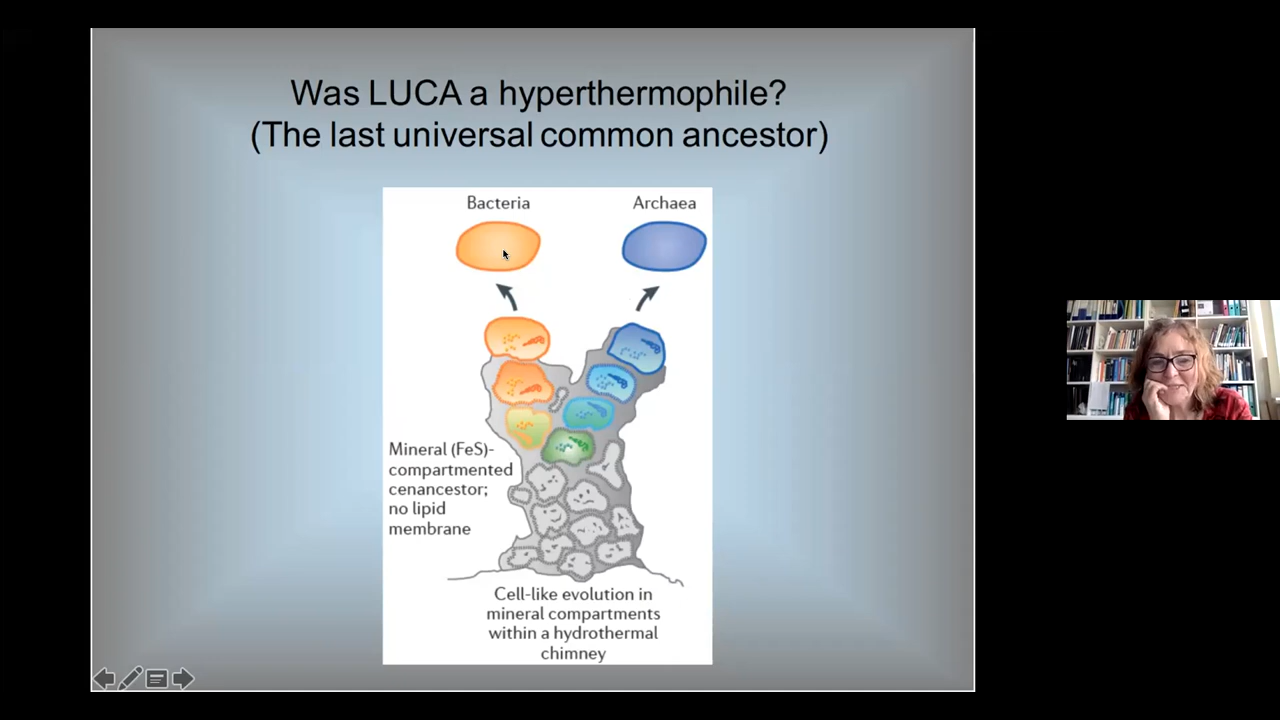 Was LUCA a hyperthermophile?
(The last universal common ancestor)
Bacteria
Archaea
Mineral (FeS)-
compartmented
cenancestor;
no lipid
membrane
Cell-like evolution in
mineral compartments
within a hydrothermal
chimney